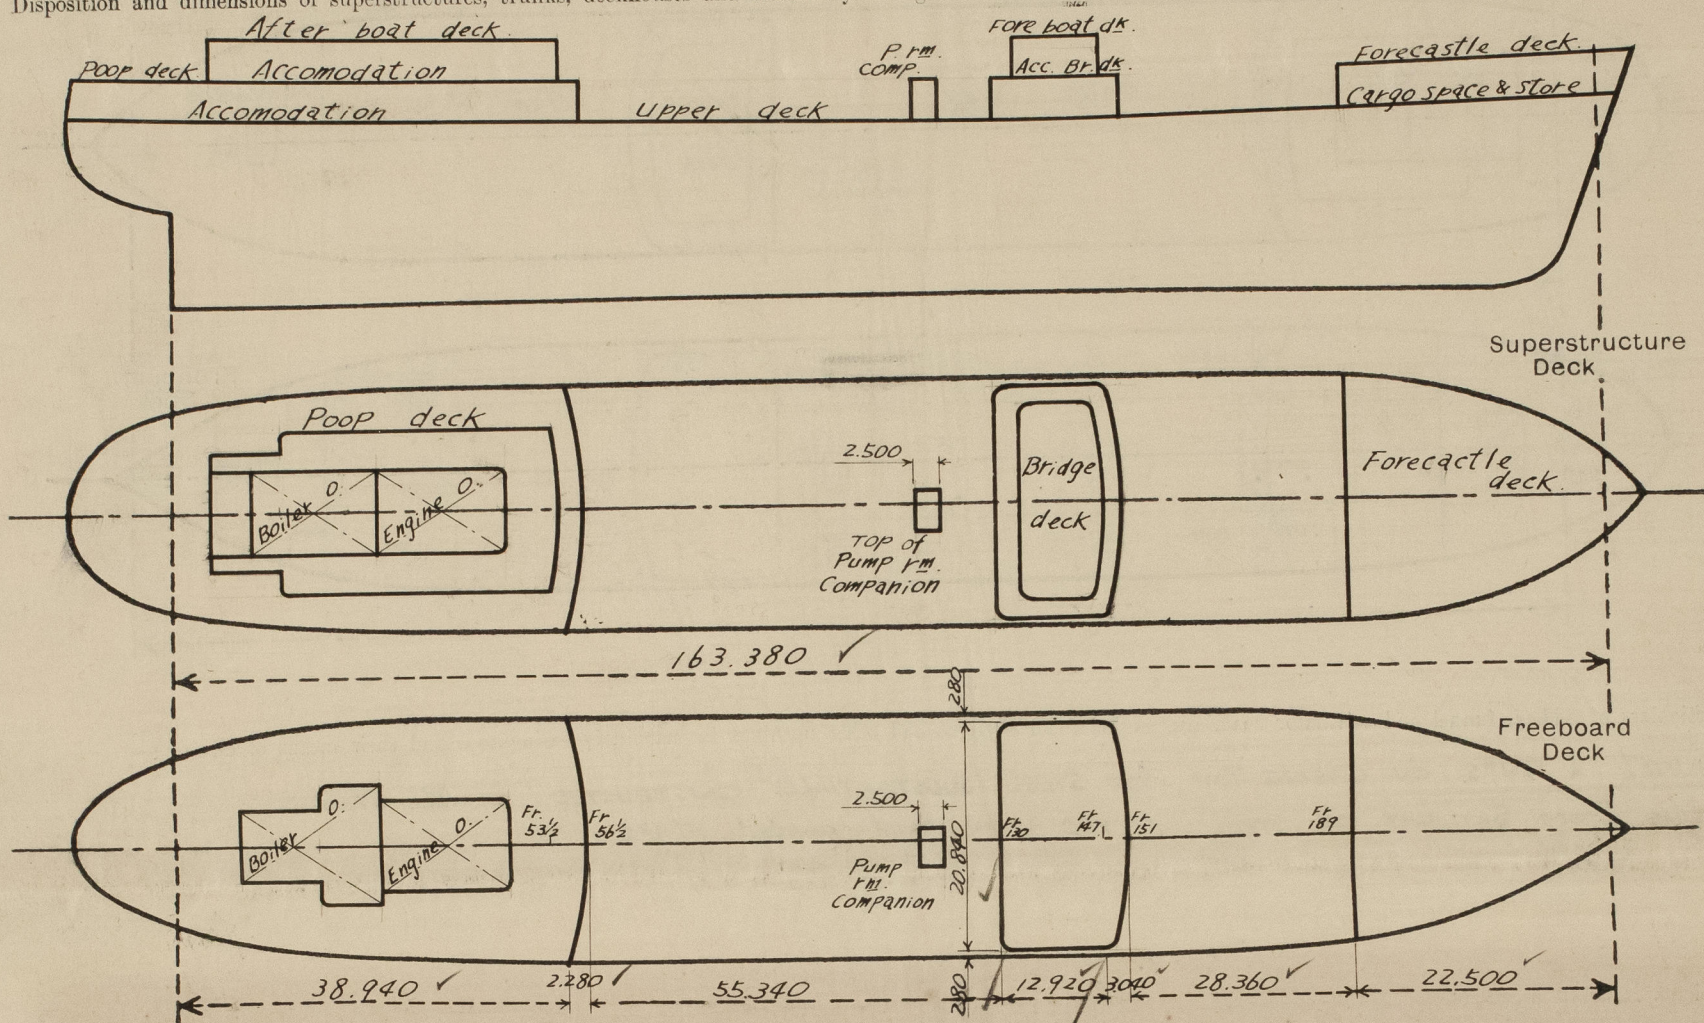 Disposition and dimensions of superstructures, trunks, deckhouses
After boat deck.
Fore boat dk.
Poop deck
Accomodation
P. rm.
comp.
Acc. Br. dk.
Forecastle deck.
Accomodation
Upper deck
Cargo space & store
Superstructure
Deck.
Poop deck
Boiler O.
Engine O.
2.500
TOP of
Pump rm.
Companion
Bridge
deck
Forecactle
deck.
163.380
280
Freeboard
Deck
Boiler O.
Engine O.
Fr.
53½
Fr
56½
2.500
Pump
rm.
Companion
20.840
Fr
130
Fr
147
Fr
151
Fr
189
38.940
2.280
55.340
280
12.920
3.040
28.360
22.500